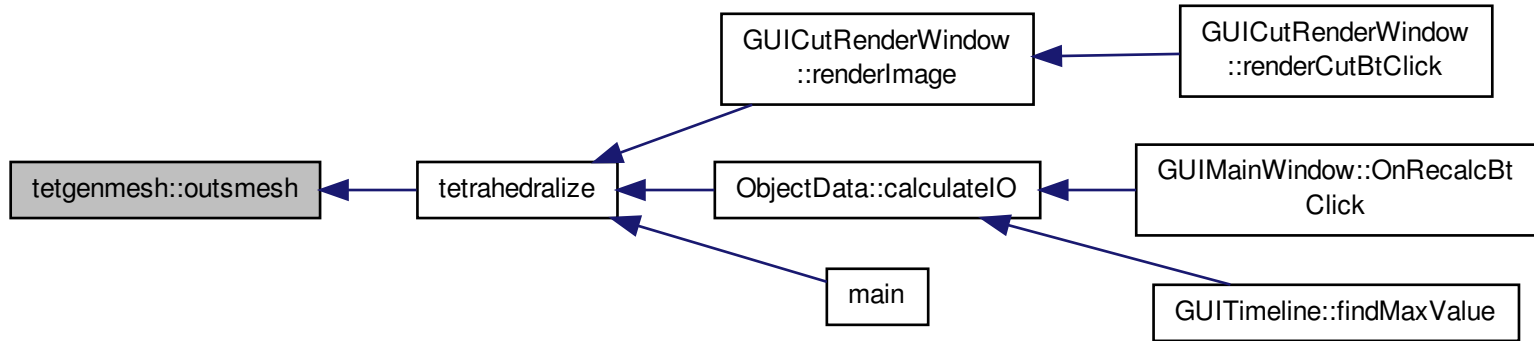 tetgenmesh::outsmesh
tetrahedralize
GUICutRenderWindow
::renderImage
GUICutRenderWindow
::renderCutBtClick
ObjectData::calculateIO
GUIMainWindow::OnRecalcBt
Click
GUITimeline::findMaxValue
main